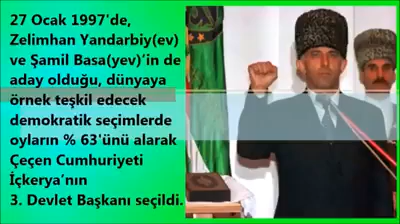 27 Ocak 1997'de,
Zelimhan Yandarbiy(ev)
ve Şamil Basa(yev)'in de
aday olduğu, dünyaya
örnek teşkil edecek
demokratik seçimlerde
oyların % 63'ünü alarak
Çeçen Cumhuriyeti
İçkerya'nın
3. Devlet Başkanı seçildi.